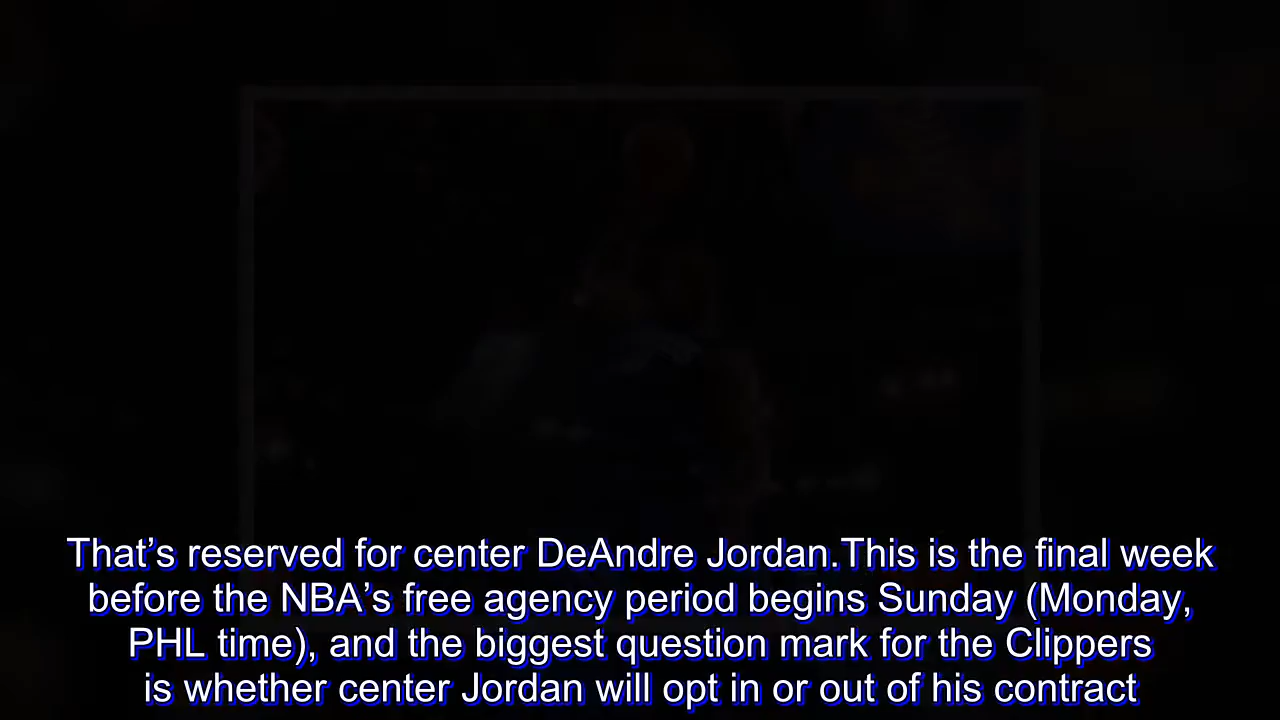 That’s reserved for center DeAndre Jordan.This is the final week
before the NBA’s free agency period begins Sunday (Monday,
PHL time), and the biggest question mark for the Clippers
is whether center Jordan will opt in or out of his contract